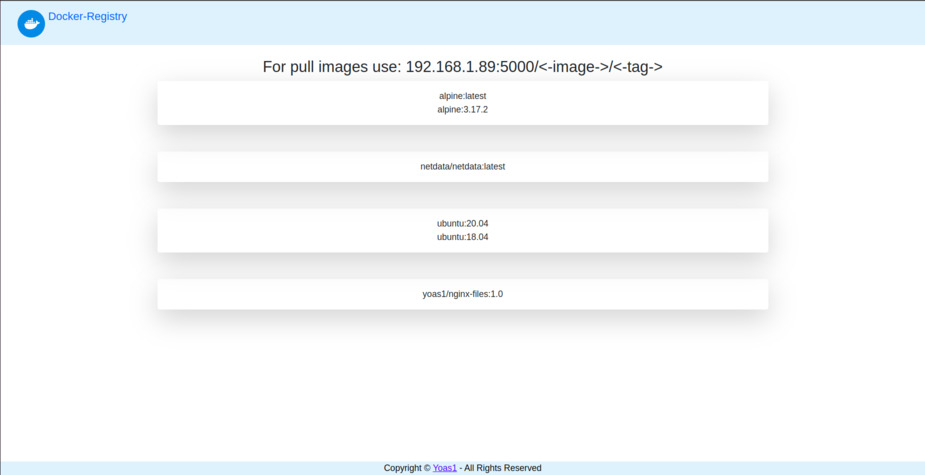 Docker-Registry
For pull images use: 192.168.1.89:5000/<-image->/<-tag->
alpine:latest
alpine:3.17.2
netdata/netdata:latest
ubuntu:20.04
ubuntu:18.04
yoas1/nginx-files:1.0
Copyright © Yoas1 - All Rights Reserved